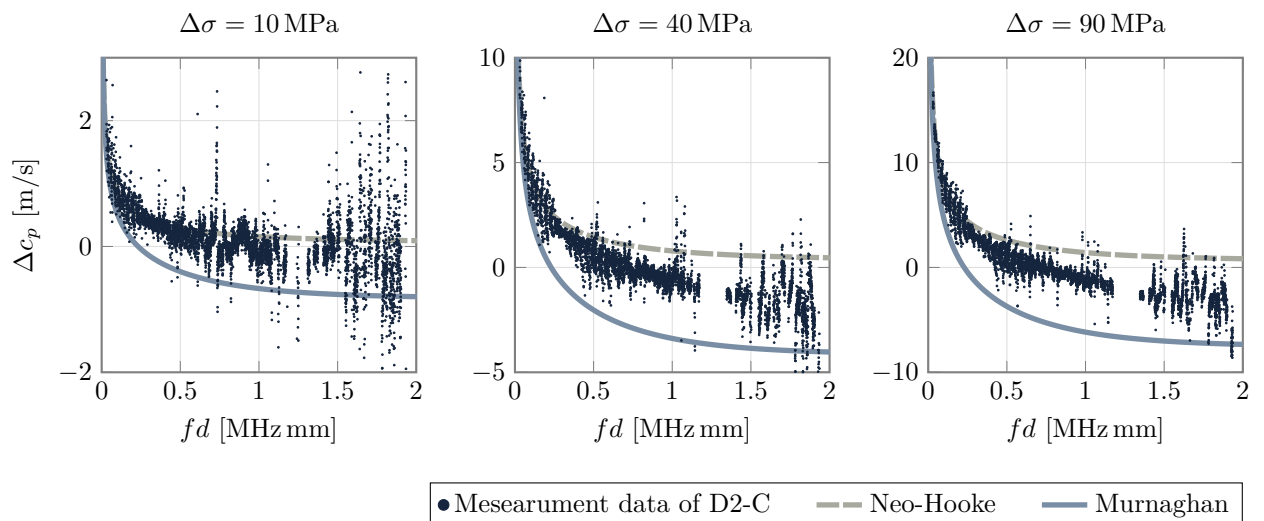 Δσ = 10 MPa
Δσ = 40 MPa
Δσ = 90 MPa
Δc_p [m/s]
2
0
−2
0 0.5 1 1.5 2
fd [MHz mm]
10
5
0
−5
0 0.5 1 1.5 2
fd [MHz mm]
20
10
0
−10
0 0.5 1 1.5 2
fd [MHz mm]
Mesearument data of D2-C
Neo-Hooke
Murnaghan